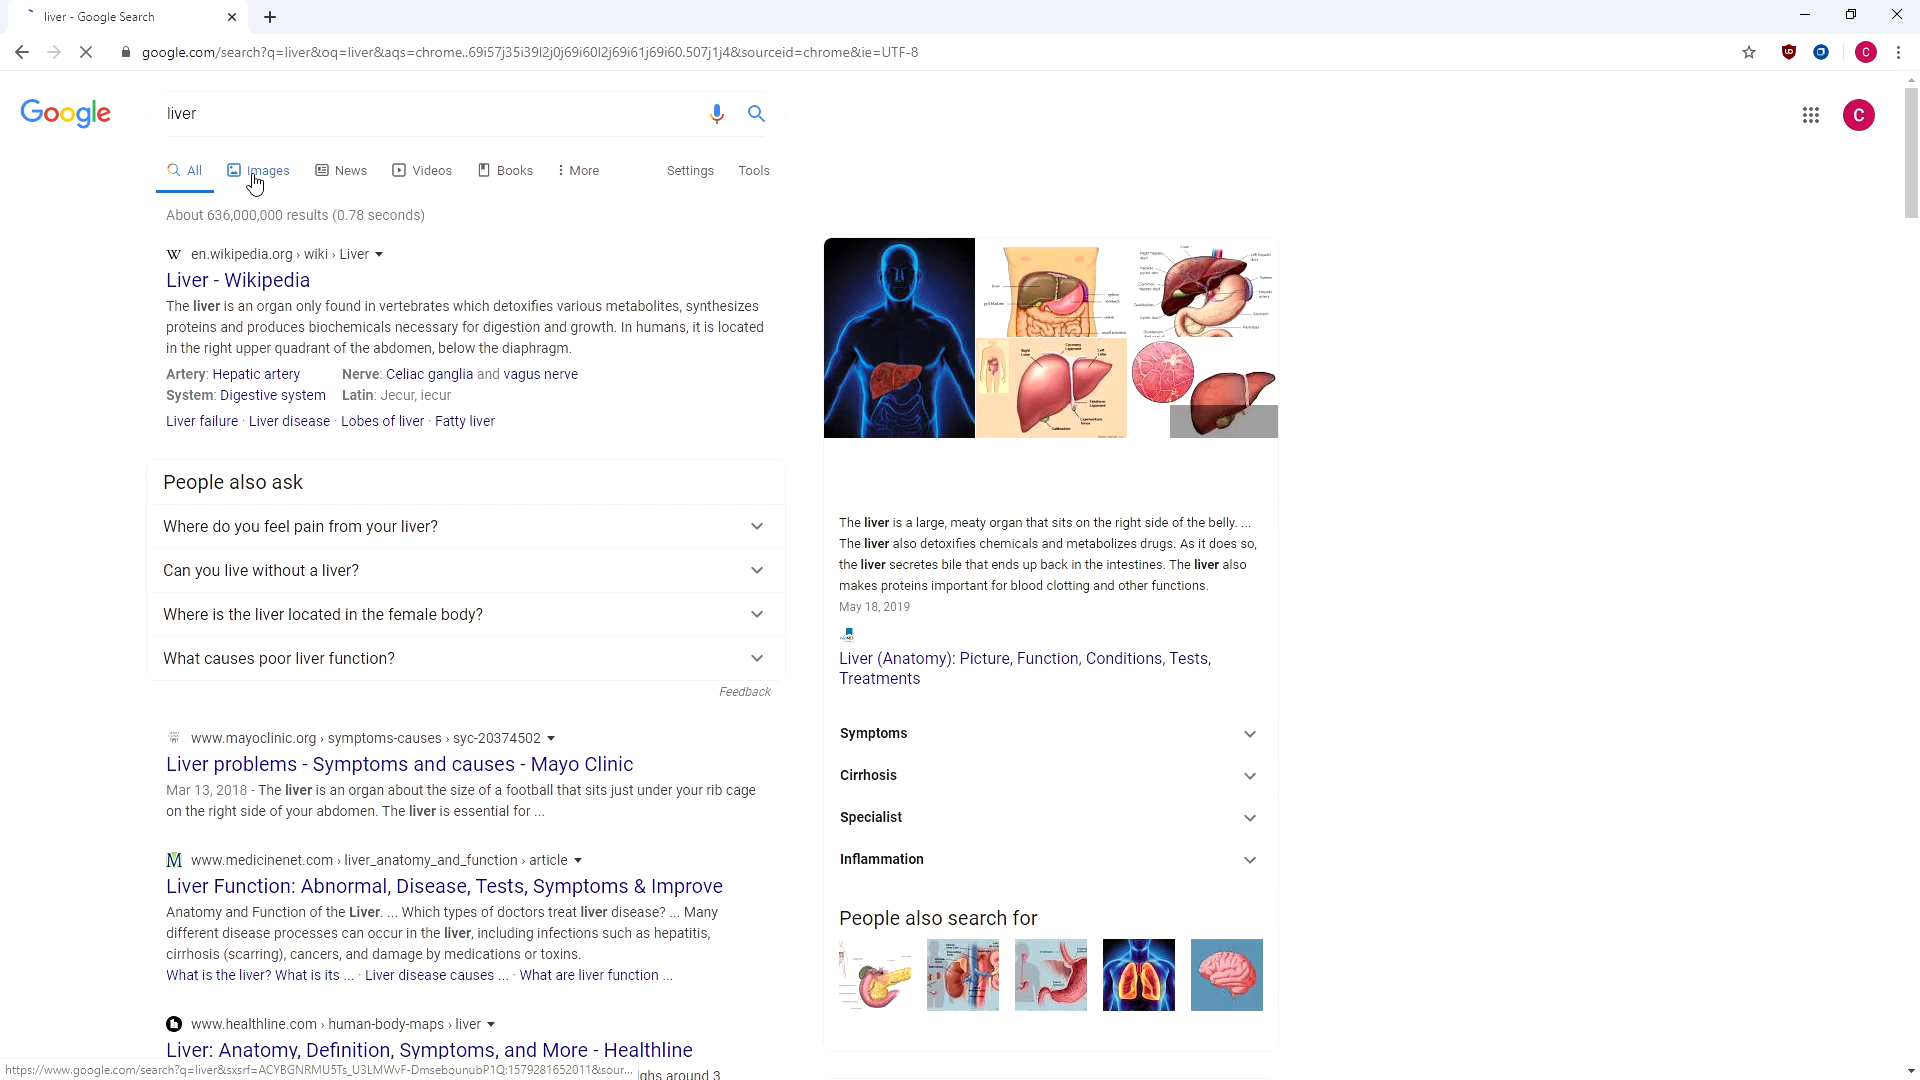 liver - Google Search
google.com/search?q=liver&oq=liver&aqs=chrome..69i57j35i39l2j0j69i60l2j69i61j69i60.507j1j4&sourceid=chrome&ie=UTF-8
Google
liver
C
All Images News Videos Books More Settings Tools
About 636,000,000 results (0.78 seconds)
en.wikipedia.org › wiki › Liver
Liver - Wikipedia
The liver is an organ only found in vertebrates which detoxifies various metabolites, synthesizes
proteins and produces biochemicals necessary for digestion and growth. In humans, it is located
in the right upper quadrant of the abdomen, below the diaphragm.
Artery: Hepatic artery Nerve: Celiac ganglia and vagus nerve
System: Digestive system Latin: Jecur, iecur
Liver failure · Liver disease · Lobes of liver · Fatty liver
People also ask
Where do you feel pain from your liver?
Can you live without a liver?
Where is the liver located in the female body?
What causes poor liver function?
Feedback
www.mayoclinic.org › symptoms-causes › syc-20374502
Liver problems - Symptoms and causes - Mayo Clinic
Mar 13, 2018 - The liver is an organ about the size of a football that sits just under your rib cage
on the right side of your abdomen. The liver is essential for ...
www.medicinenet.com › liver_anatomy_and_function › article
Liver Function: Abnormal, Disease, Tests, Symptoms & Improve
Anatomy and Function of the Liver. ... Which types of doctors treat liver disease? ... Many
different disease processes can occur in the liver, including infections such as hepatitis,
cirrhosis (scarring), cancers, and damage by medications or toxins.
What is the liver? What is its ... · Liver disease causes ... · What are liver function ...
www.healthline.com › human-body-maps › liver
Liver: Anatomy, Definition, Symptoms, and More - Healthline
ighs around 3
The liver is a large, meaty organ that sits on the right side of the belly. ...
The liver also detoxifies chemicals and metabolizes drugs. As it does so,
the liver secretes bile that ends up back in the intestines. The liver also
makes proteins important for blood clotting and other functions.
May 18, 2019
Liver (Anatomy): Picture, Function, Conditions, Tests,
Treatments
Symptoms
Cirrhosis
Specialist
Inflammation
People also search for
https://www.google.com/search?q=liver&sxsrf=ACYBGNRMU5Ts_U3LMWvF-DmsebounubP1Q:1579281652011&sour...